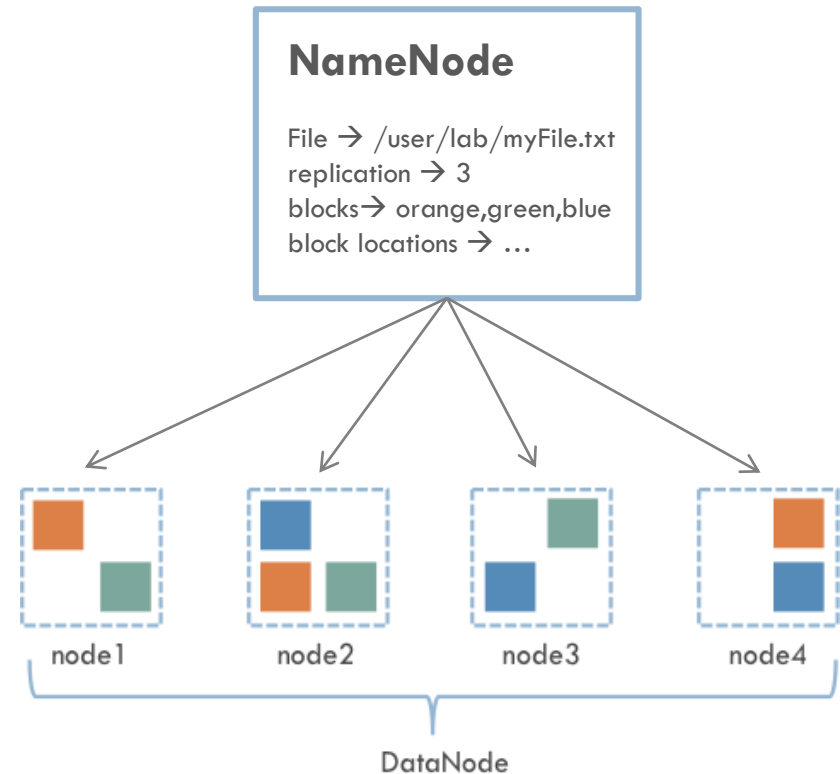 NameNode
File → /user/lab/myFile.txt
replication → 3
blocks→ orange,green,blue
block locations → ...
node1
node2
node3
node4
DataNode